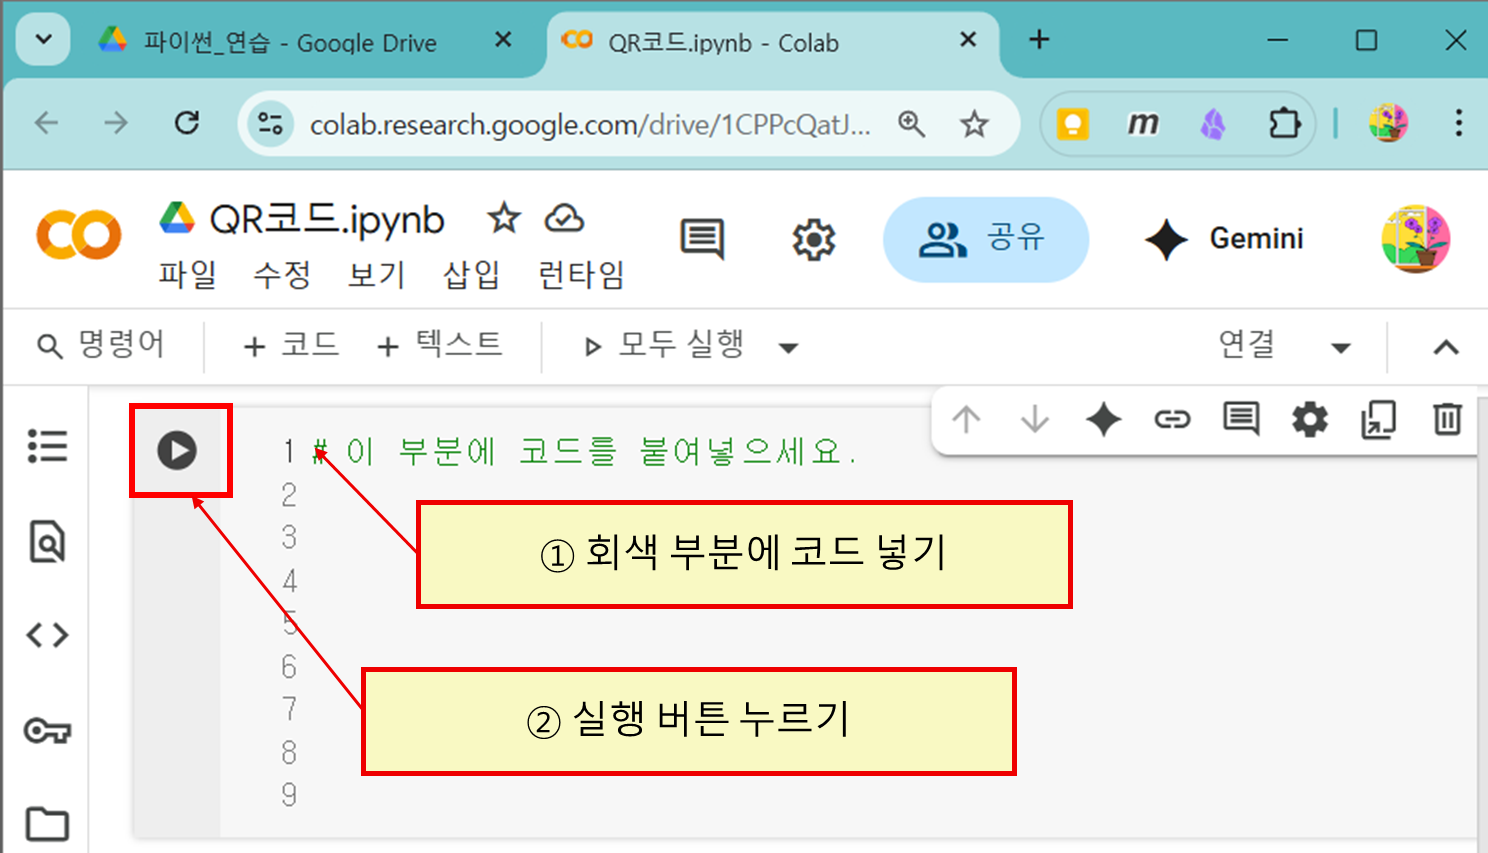 파이썬_연습 - Google Drive
QR코드.ipynb - Colab
colab.research.google.com/drive/1CPPcQatJ...
m
CO
QR코드.ipynb
공유
Gemini
파일 수정 보기 삽입 런타임
명령어
+ 코드 + 텍스트
모두 실행
연결
1 # 이 부분에 코드를 붙여넣으세요.
2
3
① 회색 부분에 코드 넣기
4
5
6
7
② 실행 버튼 누르기
8
9